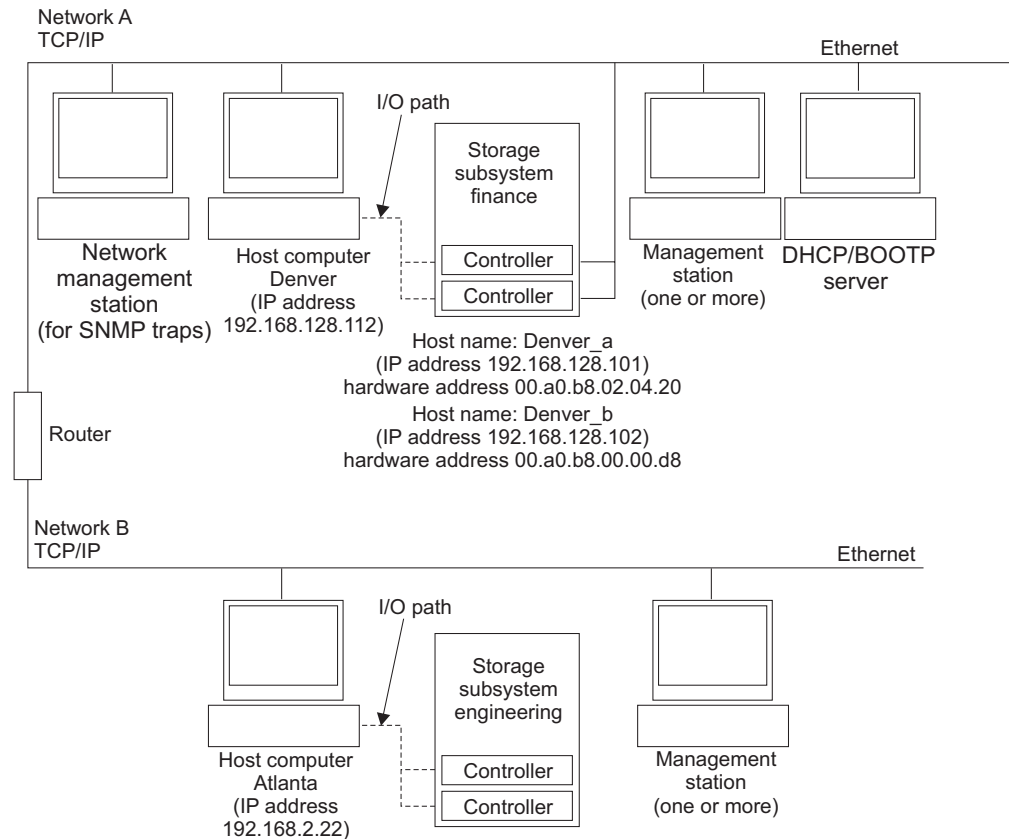 Network A
TCP/IP
Ethernet
I/O path
Storage
subsystem
finance
Controller
Controller
Network
management
station
(for SNMP traps)
Host computer
Denver
(IP address
192.168.128.112)
Management
station
(one or more)
DHCP/BOOTP
server
Host name: Denver_a
(IP address 192.168.128.101)
hardware address 00.a0.b8.02.04.20
Host name: Denver_b
(IP address 192.168.128.102)
hardware address 00.a0.b8.00.00.d8
Router
Network B
TCP/IP
Ethernet
I/O path
Storage
subsystem
engineering
Controller
Controller
Host computer
Atlanta
(IP address
192.168.2.22)
Management
station
(one or more)